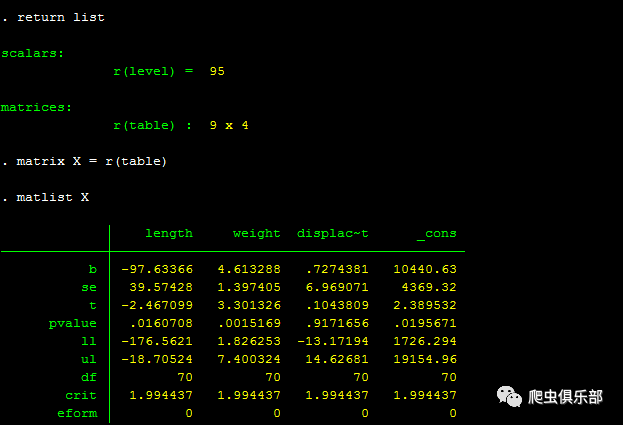 . return list
scalars:
r(level) = 95
matrices:
r(table) : 9 x 4
. matrix X = r(table)
. matlist X
length weight displac~t _cons
b -97.63366 4.613288 .7274381 10440.63
se 39.57428 1.397405 6.969071 4369.32
t -2.467099 3.301326 .1043809 2.389532
pvalue .0160708 .0015169 .9171656 .0195671
ll -176.5621 1.826253 -13.17194 1726.294
ul -18.70524 7.400324 14.62681 19154.96
df 70 70 70 70
crit 1.994437 1.994437 1.994437 1.994437
eform 0 0 0 0
爬虫俱乐部